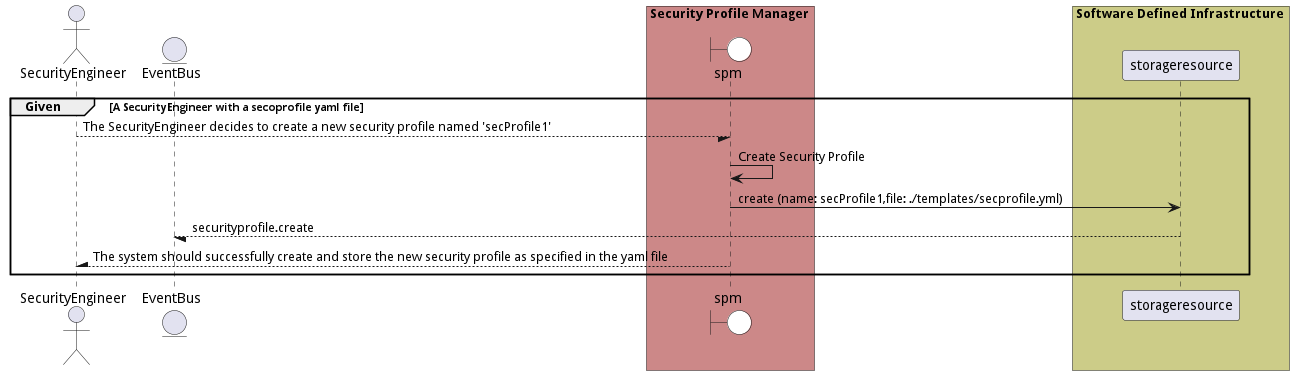 Security Profile Manager
Software Defined Infrastructure
SecurityEngineer
EventBus
spm
storageresource
Given
[A SecurityEngineer with a secoprofile yaml file]
The SecurityEngineer decides to create a new security profile named 'secProfile1'
Create Security Profile
create (name: secProfile1,file: ./templates/secprofile.yml)
securityprofile.create
The system should successfully create and store the new security profile as specified in the yaml file
SecurityEngineer
EventBus
spm
storageresource